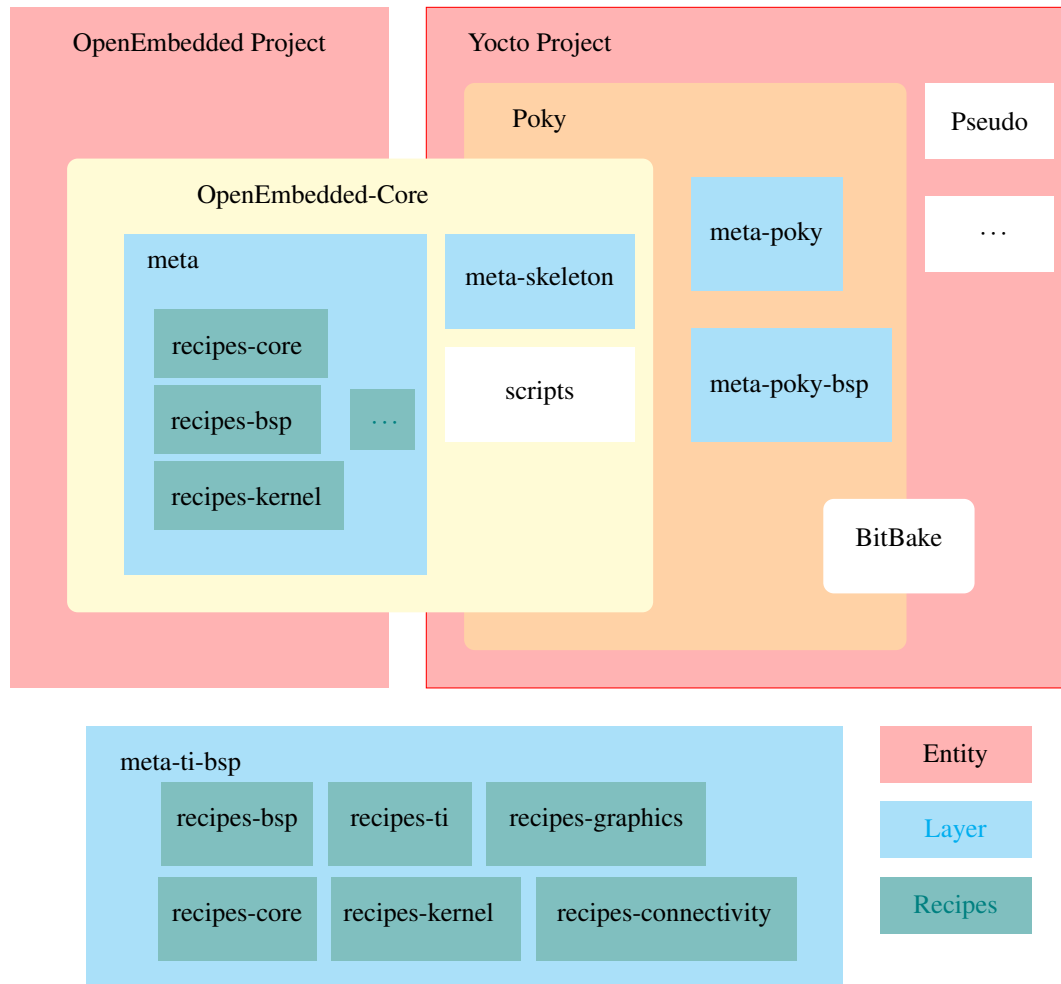 OpenEmbedded Project
Yocto Project
Poky
Pseudo
OpenEmbedded-Core
meta
meta-skeleton
meta-poky
...
recipes-core
recipes-bsp
...
recipes-kernel
scripts
meta-poky-bsp
BitBake
meta-ti-bsp
recipes-bsp
recipes-ti
recipes-graphics
recipes-core
recipes-kernel
recipes-connectivity
Entity
Layer
Recipes